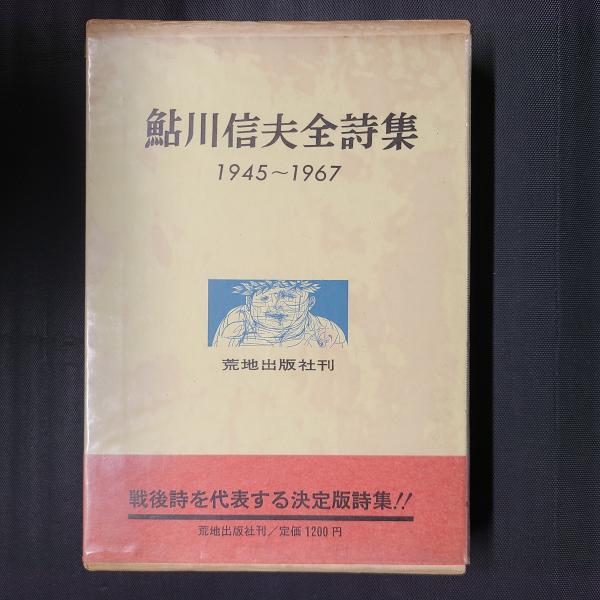 鮎川信夫全詩集
1945~1967
荒地出版社刊
戦後詩を代表する決定版詩集!!
荒地出版社刊/定価1200円